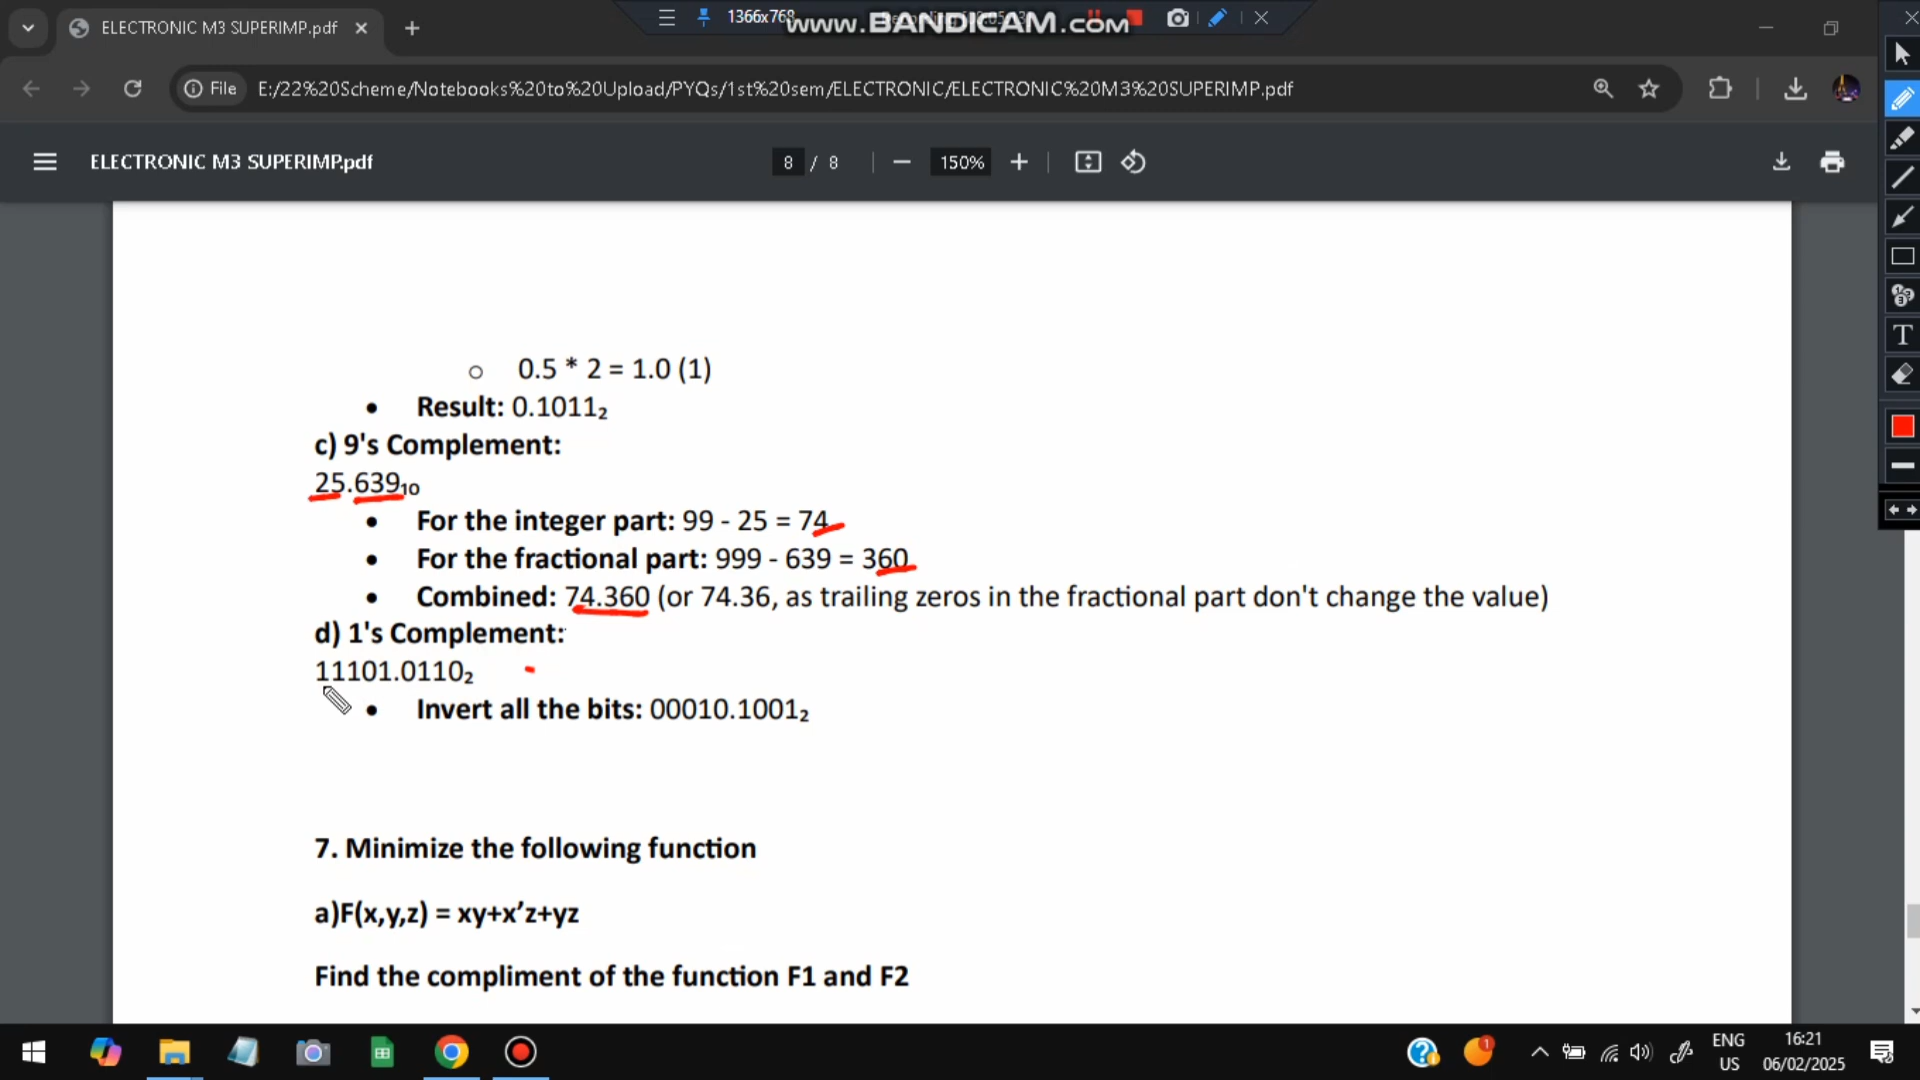 ELECTRONIC M3 SUPERIMP.pdf
1366x768
www.BANDICAM.com
File
E:/22%20Scheme/Notebooks%20to%20Upload/PYQs/1st%20sem/ELECTRONIC/ELECTRONIC%20M3%20SUPERIMP.pdf
ELECTRONIC M3 SUPERIMP.pdf
8 / 8
150%
0.5 * 2 = 1.0 (1)
Result: 0.1011₂
c) 9's Complement:
25.639₁₀
For the integer part: 99 - 25 = 74
For the fractional part: 999 - 639 = 360
Combined: 74.360 (or 74.36, as trailing zeros in the fractional part don't change the value)
d) 1's Complement:
11101.0110₂
Invert all the bits: 00010.1001₂
7. Minimize the following function
a)F(x,y,z) = xy+x’z+yz
Find the compliment of the function F1 and F2
ENG
US
16:21
06/02/2025